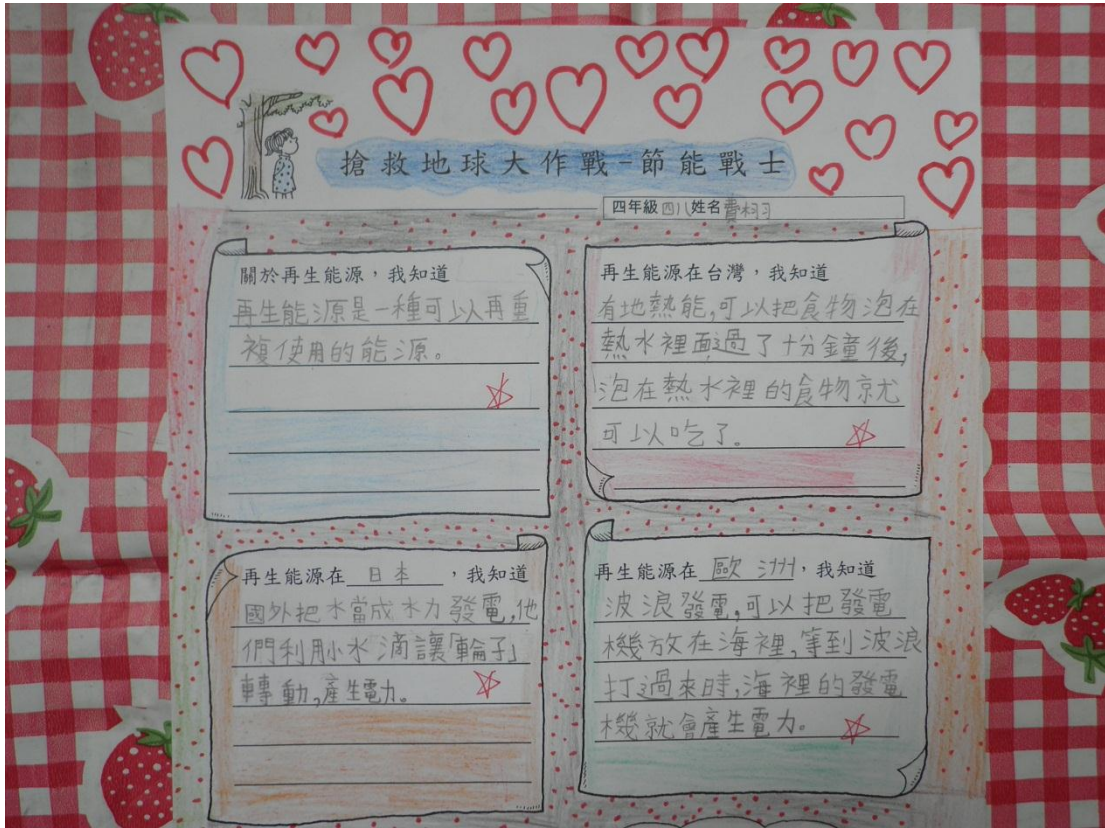 搶救地球大作戰-節能戰士
四年級四八姓名費栩
關於再生能源，我知道
再生能源是一種可以再重
複使用的能源。
再生能源在台灣，我知道
有地熱能,可以把食物泡在
熱水裡面,過了十分鐘後,
泡在熱水裡的食物就
可以吃了。
再生能源在 日本 ，我知道
國外把水當成水力發電,他
們利用小水滴讓「輪子」
轉動,產生電力。
再生能源在 歐洲 ，我知道
波浪發電,可以把發電
機放在海裡,等到波浪
打過來時,海裡的發電
機就會產生電力。